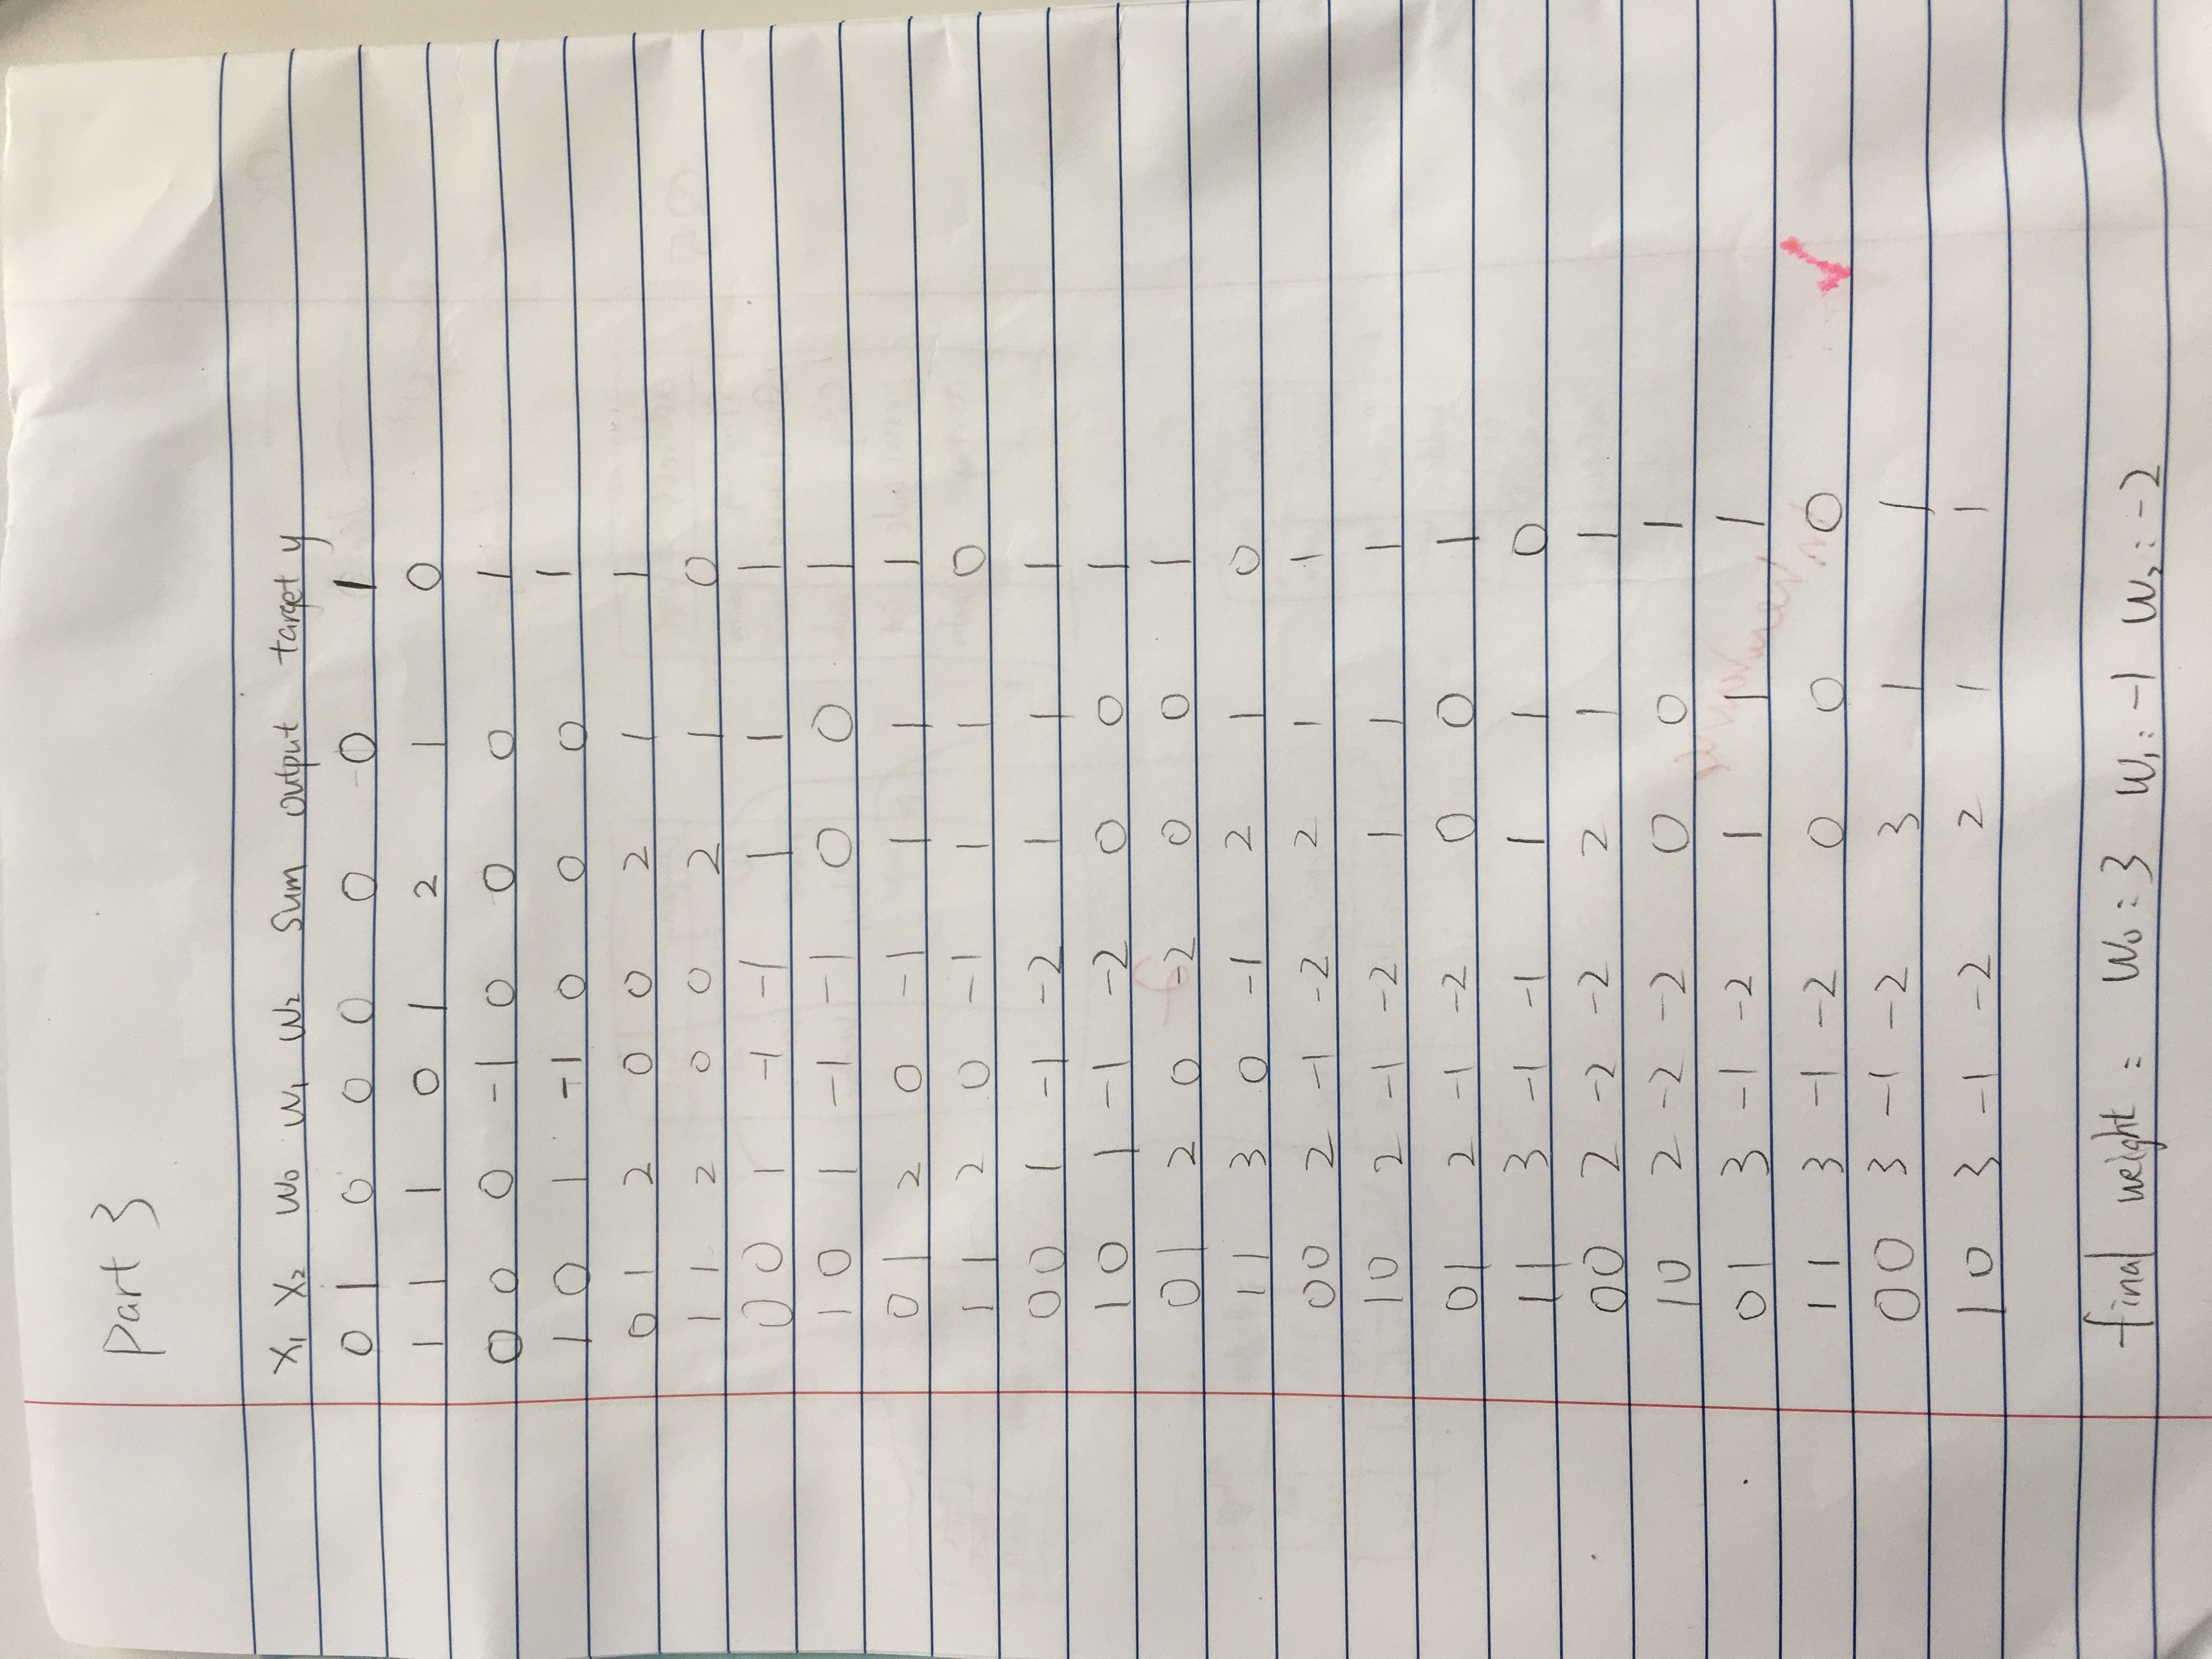 Part 3
X₁ X₂ W₀ W₁ W₂ Sum output target y
0 1 0 0 0 0 0 1
1 1 1 0 1 2 1 0
0 0 0 -1 0 0 0 1
1 0 1 -1 0 0 0 1
0 1 2 0 0 2 1 1
1 1 2 0 0 2 1 0
0 0 1 -1 -1 1 1 1
1 0 1 -1 -1 0 0 1
0 1 2 0 -1 1 1 1
1 1 2 0 -1 1 1 0
0 0 1 -1 -2 1 1 1
1 0 1 -1 -2 0 0 1
0 1 2 0 -2 0 0 1
1 1 3 0 -1 2 1 0
0 0 2 -1 -2 2 1 1
1 0 2 -1 -2 1 1 1
0 1 2 -1 -2 0 0 1
1 1 3 -1 -1 1 1 0
0 0 2 -2 -2 2 1 1
1 0 2 -2 -2 0 0 1
0 1 3 -1 -2 1 1 1
1 1 3 -1 -2 0 0 0 ✓
0 0 3 -1 -2 3 1 1
1 0 3 -1 -2 2 1 1
final weight : W₀ : 3 W₁ : -1 W₂ : -2